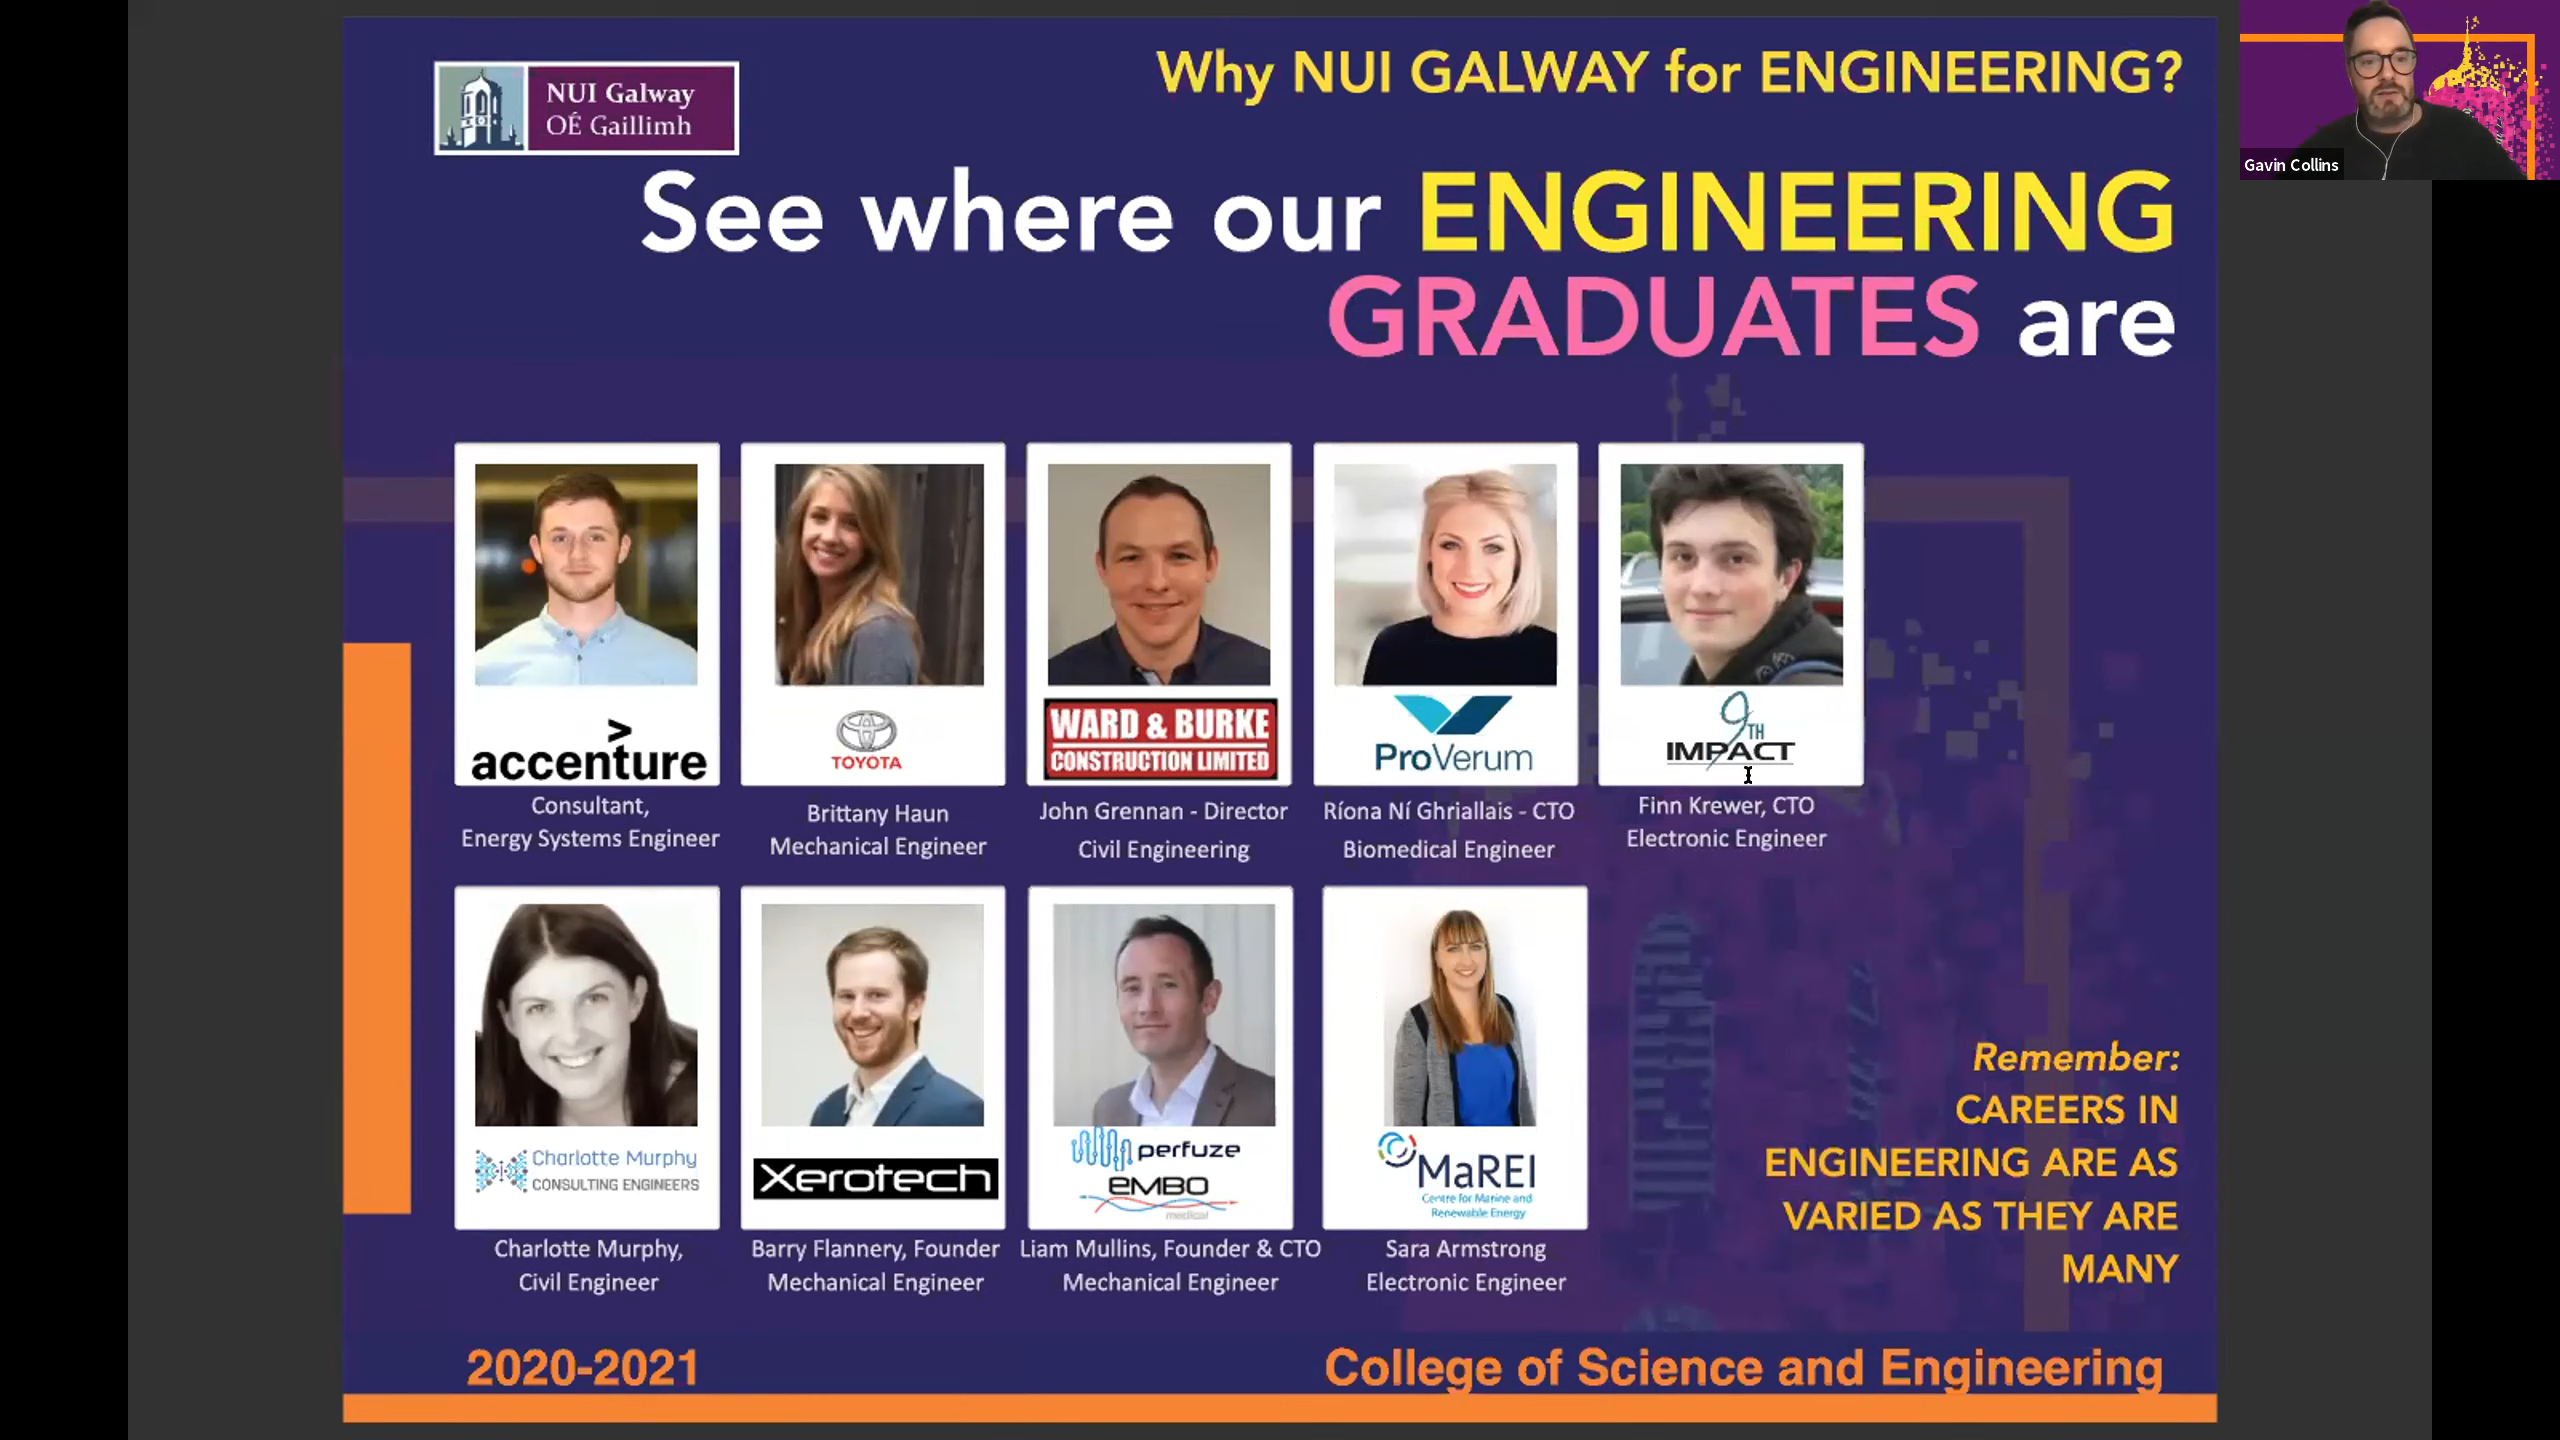 Why NUI GALWAY for ENGINEERING?
NUI Galway
OÉ Gaillimh
Gavin Collins
See where our ENGINEERING
GRADUATES are
>
accenture
Consultant,
Energy Systems Engineer
TOYOTA
Brittany Haun
Mechanical Engineer
WARD & BURKE
CONSTRUCTION LIMITED
John Grennan - Director
Civil Engineering
ProVerum
Ríona Ní Ghriallais - CTO
Biomedical Engineer
9TH
IMPACT
Finn Krewer, CTO
Electronic Engineer
Charlotte Murphy
CONSULTING ENGINEERS
Charlotte Murphy,
Civil Engineer
Xerotech
Barry Flannery, Founder
Mechanical Engineer
perfuze
eMBO
medical
Liam Mullins, Founder & CTO
Mechanical Engineer
MaREI
Centre for Marine and
Renewable Energy
Sara Armstrong
Electronic Engineer
Remember:
CAREERS IN
ENGINEERING ARE AS
VARIED AS THEY ARE
MANY
2020-2021
College of Science and Engineering